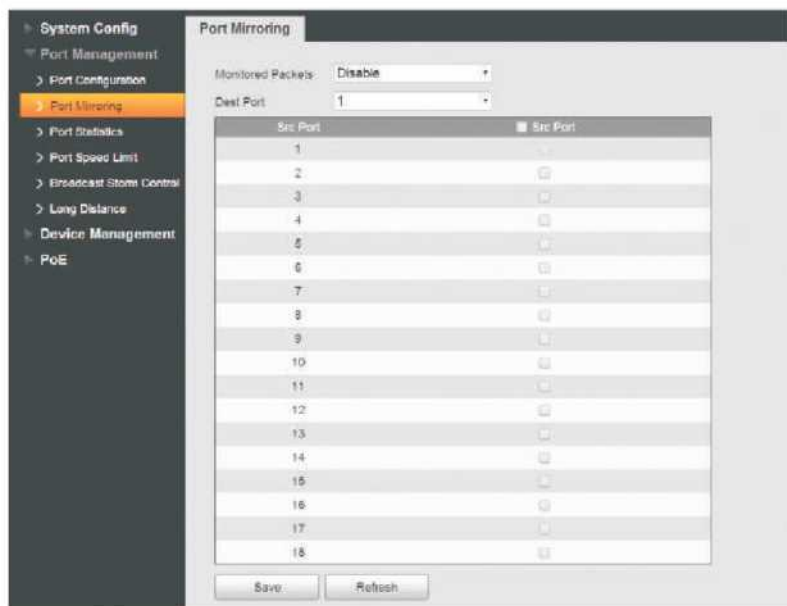 System Config
Port Management
Port Configuration
Port Mirroring
Port Statistics
Port Speed Limit
Broadcast Storm Control
Long Distance
Device Management
PoE
Port Mirroring
Monitored Packets Disable
Dest Port 1
Src Port Src Port
1
2
3
4
5
6
7
8
9
10
11
12
13
14
15
16
17
18
Save Refresh